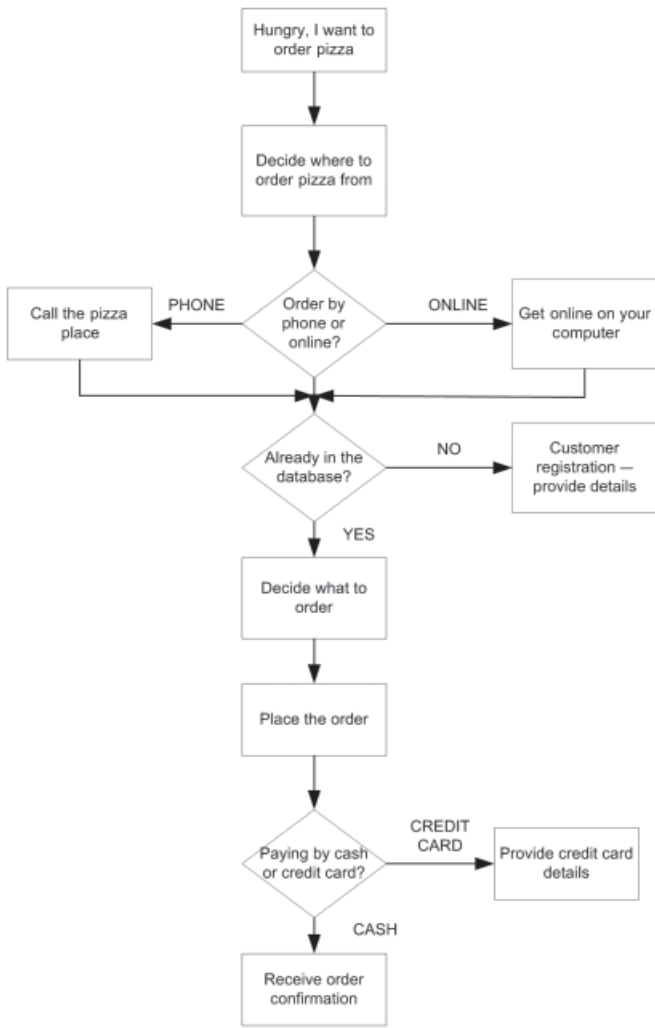 Hungry, I want to
order pizza
Decide where to
order pizza from
PHONE
ONLINE
Call the pizza
place
Order by
phone or
online?
Get online on your
computer
Already in the
database?
NO
Customer
registration —
provide details
YES
Decide what to
order
Place the order
Paying by cash
or credit card?
CREDIT
CARD
Provide credit card
details
CASH
Receive order
confirmation